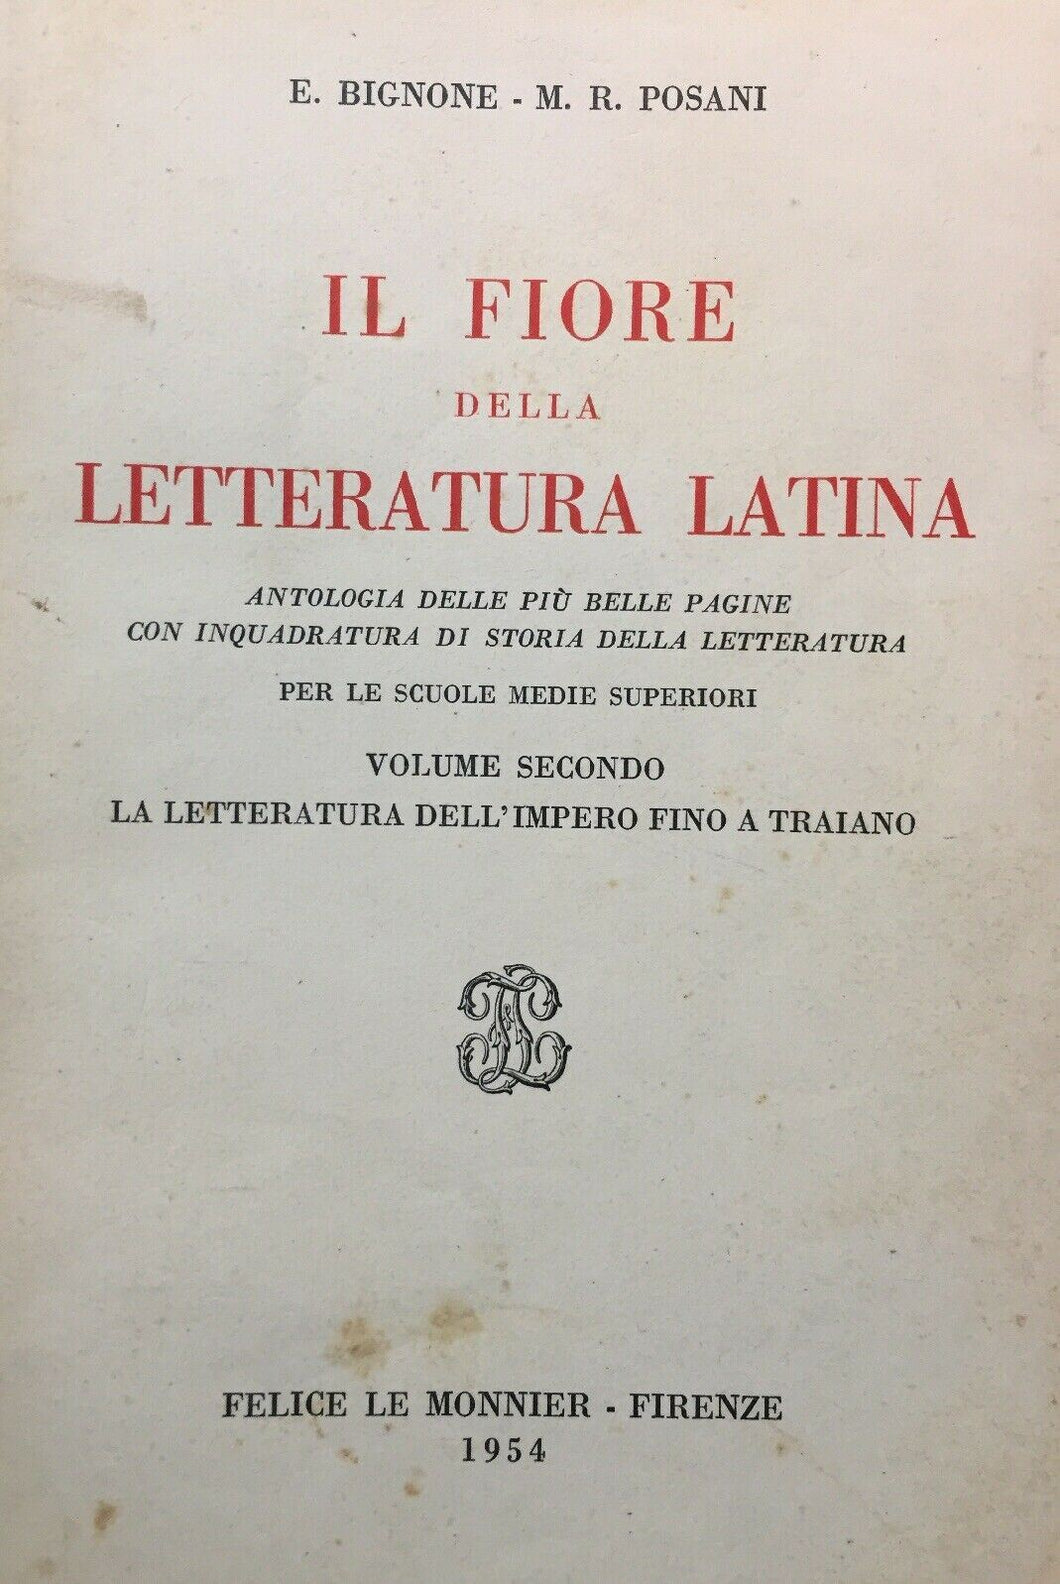 E. BIGNONE - M. R. POSANI
IL FIORE
DELLA
LETTERATURA LATINA
ANTOLOGIA DELLE PIÙ BELLE PAGINE
CON INQUADRATURA DI STORIA DELLA LETTERATURA
PER LE SCUOLE MEDIE SUPERIORI
VOLUME SECONDO
LA LETTERATURA DELL'IMPERO FINO A TRAIANO
FELICE LE MONNIER - FIRENZE
1954